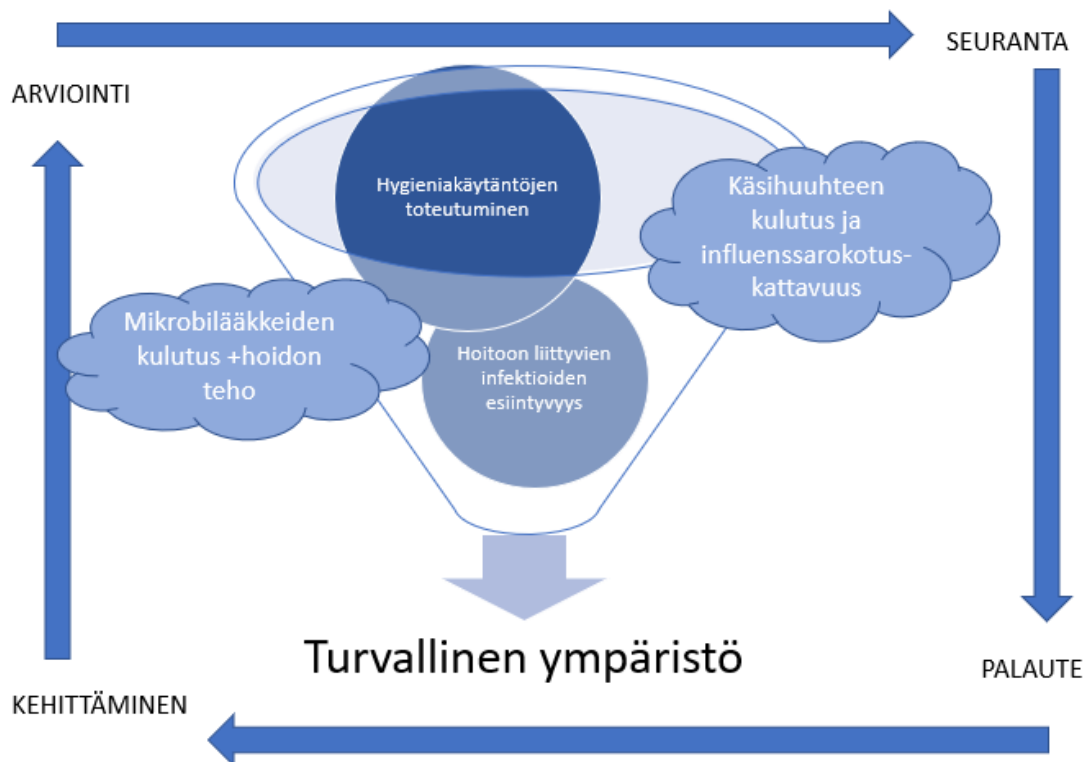 SEURANTA
ARVIOINTI
Hygieniakäytäntöjen
toteutuminen
Käsihuuhteen
kulutus ja
influenssarokotus-
kattavuus
Mikrobilääkkeiden
kulutus +hoidon
teho
Hoitoon liittyvien
infektioiden
esiintyvyys
Turvallinen ympäristö
PALAUTE
KEHITTÄMINEN